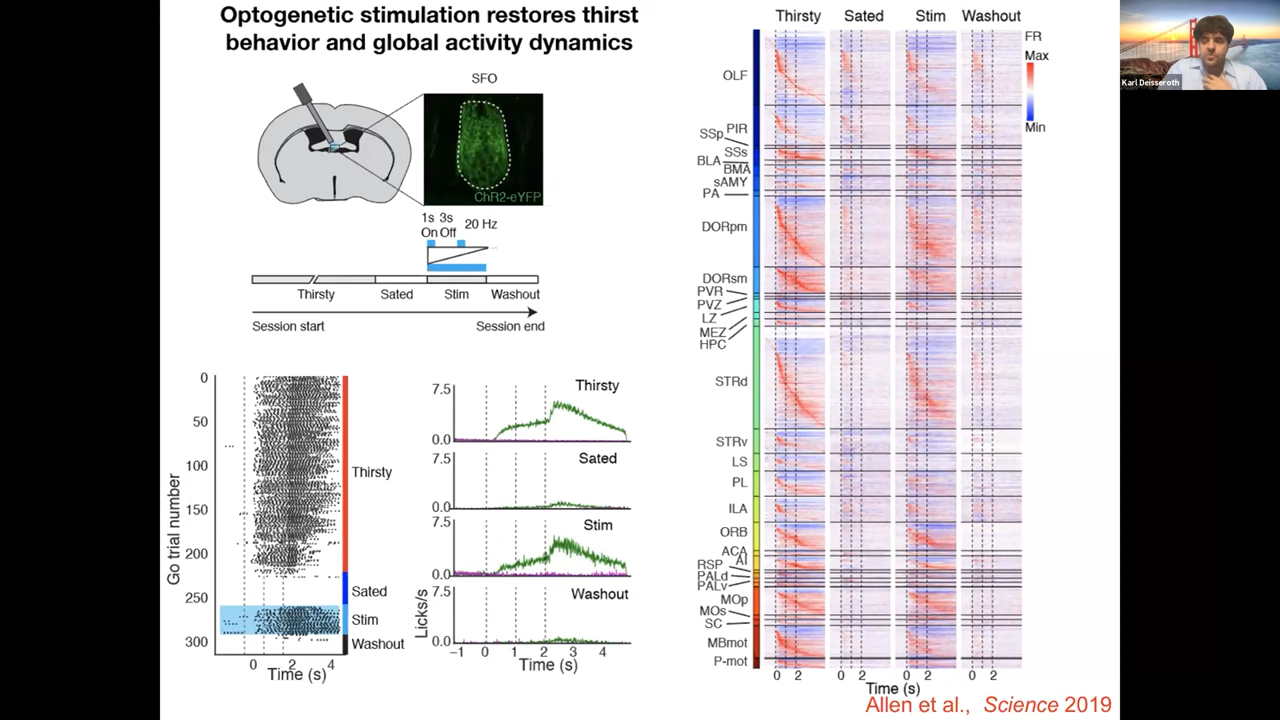 Optogenetic stimulation restores thirst
behavior and global activity dynamics
SFO
ChR2-eYFP
1s 3s
On Off 20 Hz
Thirsty Sated Stim Washout
Session start Session end
0
50
100
150
200
250
300
Go trial number
Thirsty
Sated
Stim
Washout
0 2 4
Time (s)
7.5 Thirsty
0.0
7.5 Sated
0.0
7.5 Stim
0.0
7.5 Washout
0.0
Licks/s
−1 0 1 2 3 4 5
Time (s)
Thirsty Sated Stim Washout
FR
Max
Min
OLF
PIR
SSp
SSs
BLA
BMA
sAMY
PA
DORpm
DORsm
PVR
PVZ
LZ
MEZ
HPC
STRd
STRv
LS
PL
ILA
ORB
ACA
AI
RSP
PALd
PALv
MOp
MOs
SC
MBmot
P-mot
0 2 0 2 0 2 0 2
Time (s)
Allen et al., Science 2019
Karl Deisseroth